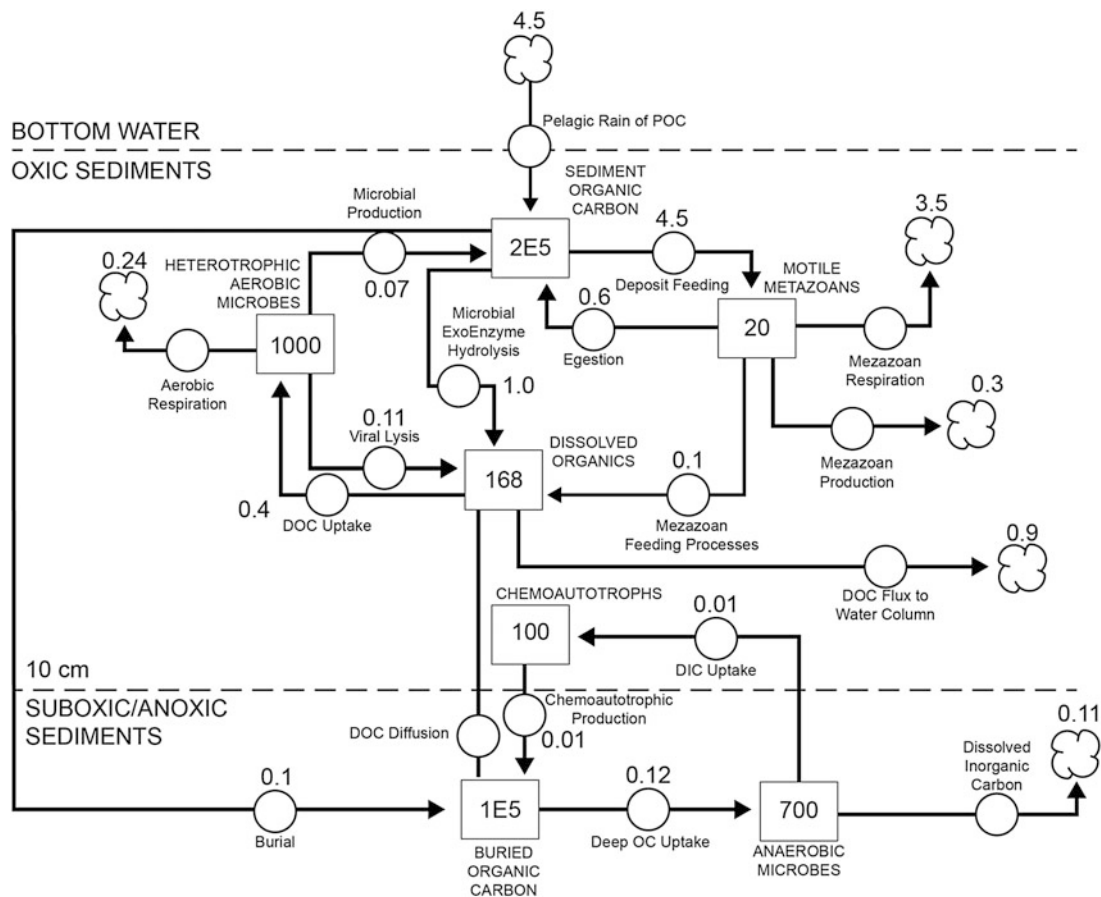 4.5
Pelagic Rain of POC
BOTTOM WATER
OXIC SEDIMENTS
SEDIMENT
ORGANIC
CARBON
2E5
Microbial
Production
0.07
4.5
Deposit Feeding
3.5
0.24
HETEROTROPHIC
AEROBIC
MICROBES
1000
MOTILE
METAZOANS
20
0.6
Egestion
Microbial
ExoEnzyme
Hydrolysis
1.0
Mezazoan
Respiration
Aerobic
Respiration
0.3
Mezazoan
Production
0.11
Viral Lysis
DISSOLVED
ORGANICS
168
0.1
Mezazoan
Feeding Processes
0.4
DOC Uptake
0.9
DOC Flux to
Water Column
CHEMOAUTOTROPHS
100
0.01
DIC Uptake
10 cm
SUBOXIC/ANOXIC
SEDIMENTS
DOC Diffusion
Chemoautotrophic
Production
0.01
0.11
Dissolved
Inorganic
Carbon
0.1
Burial
1E5
BURIED
ORGANIC
CARBON
0.12
Deep OC Uptake
700
ANAEROBIC
MICROBES